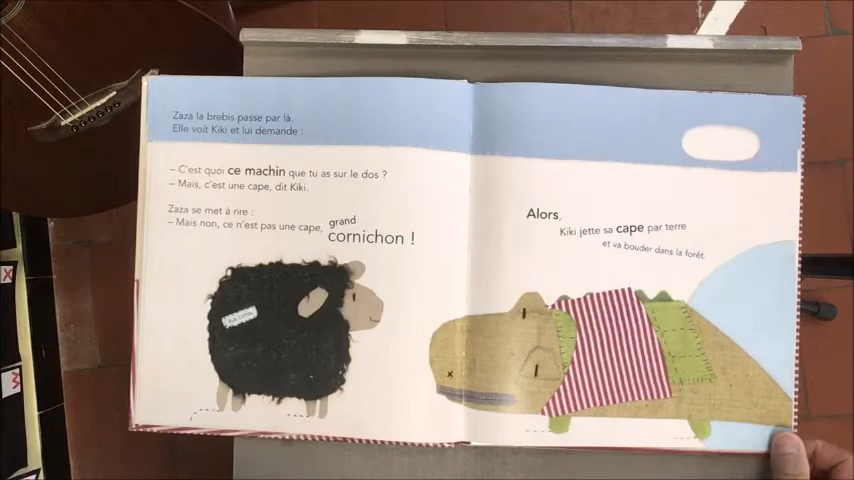 Zaza la brebis passe par là.
Elle voit Kiki et lui demande :
– C'est quoi ce machin que tu as sur le dos ?
– Mais, c'est une cape, dit Kiki.
Zaza se met à rire :
– Mais non, ce n'est pas une cape, grand
cornichon !
Alors,
Kiki jette sa cape par terre
et va bouder dans la forêt.